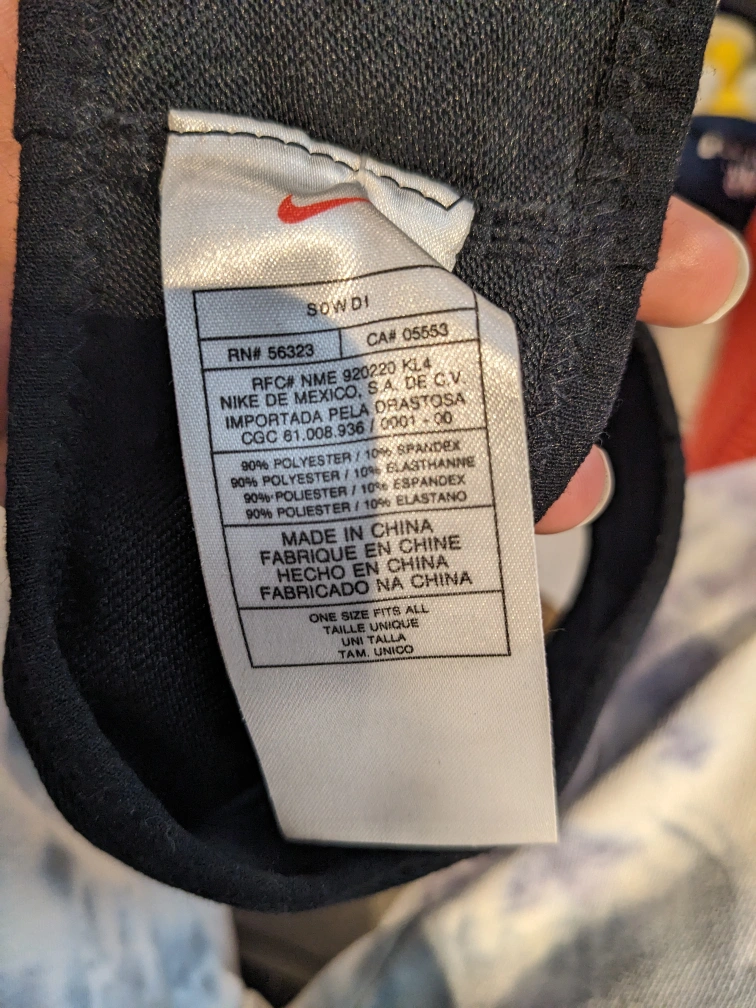 S0WDI
RN# 56323
CA# 05553
RFC# NME 920220 KL4
NIKE DE MEXICO, S.A. DE C.V.
IMPORTADA PELA DRASTOSA
CGC 61.008.936 / 0001 - 00
90% POLYESTER / 10% SPANDEX
90% POLYESTER / 10% ELASTHANNE
90% POLIESTER / 10% ESPANDEX
90% POLIESTER / 10% ELASTANO
MADE IN CHINA
FABRIQUE EN CHINE
HECHO EN CHINA
FABRICADO NA CHINA
ONE SIZE FITS ALL
TAILLE UNIQUE
UNI TALLA
TAM. UNICO